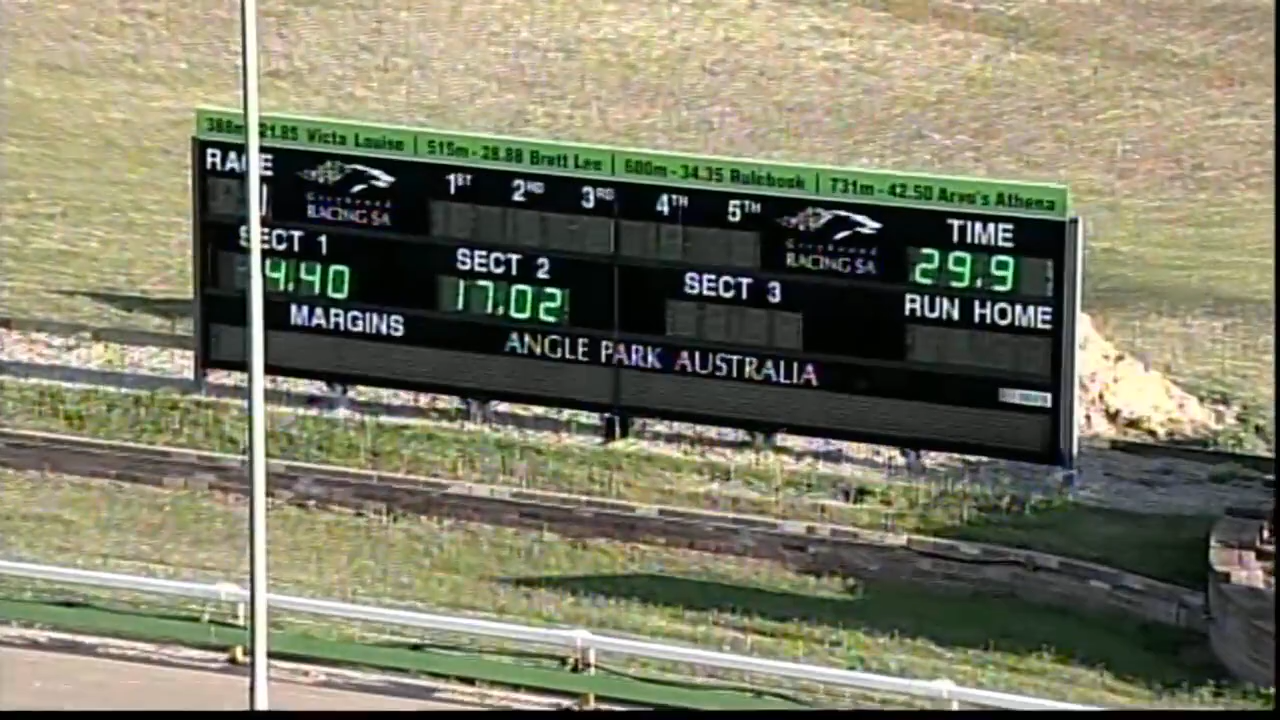 388m-21.85 Victa Louise | 515m-28.88 Brett Lee | 600m-34.35 Rulebook | 731m-42.50 Arvo's Athena
RACE
Greyhound
RACING SA
1ST 2ND 3RD 4TH 5TH
Greyhound
RACING SA
TIME
29.9
SECT 1
4.40
SECT 2
17.02
SECT 3
RUN HOME
MARGINS
ANGLE PARK AUSTRALIA